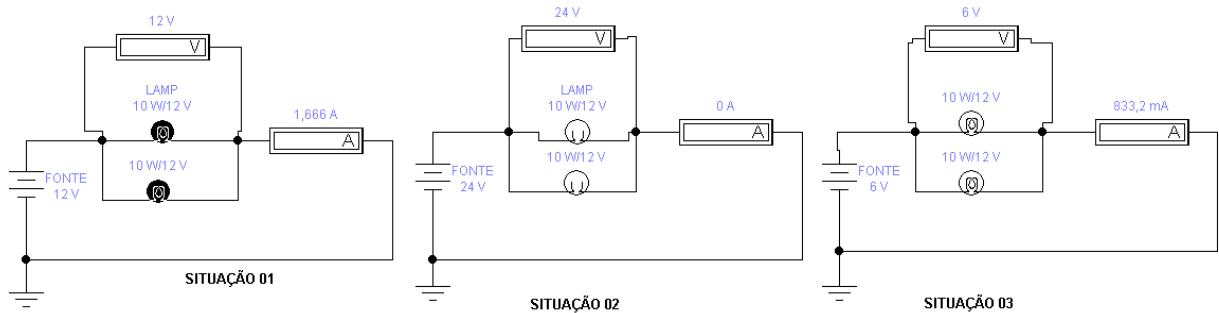 12 V
V
LAMP
10 W/12 V
1,666 A
A
10 W/12 V
FONTE
12 V
SITUAÇÃO 01
24 V
V
LAMP
10 W/12 V
0 A
A
10 W/12 V
FONTE
24 V
SITUAÇÃO 02
6 V
V
10 W/12 V
833,2 mA
A
10 W/12 V
FONTE
6 V
SITUAÇÃO 03